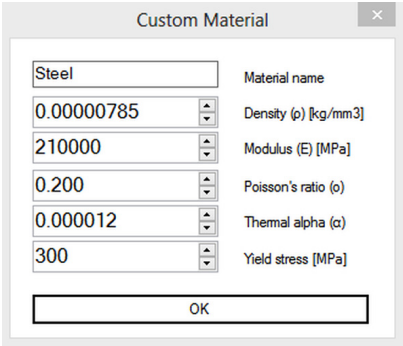 Custom Material
Steel Material name
0.00000785 Density (ρ) [kg/mm3]
210000 Modulus (E) [MPa]
0.200 Poisson's ratio (o)
0.000012 Thermal alpha (α)
300 Yield stress [MPa]
OK